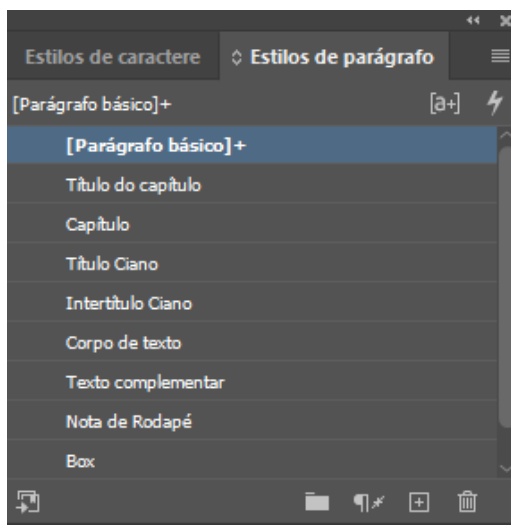 Estilos de caractere Estilos de parágrafo
[Parágrafo básico]+ [a+]
[Parágrafo básico]+
Título do capítulo
Capítulo
Título Ciano
Intertítulo Ciano
Corpo de texto
Texto complementar
Nota de Rodapé
Box